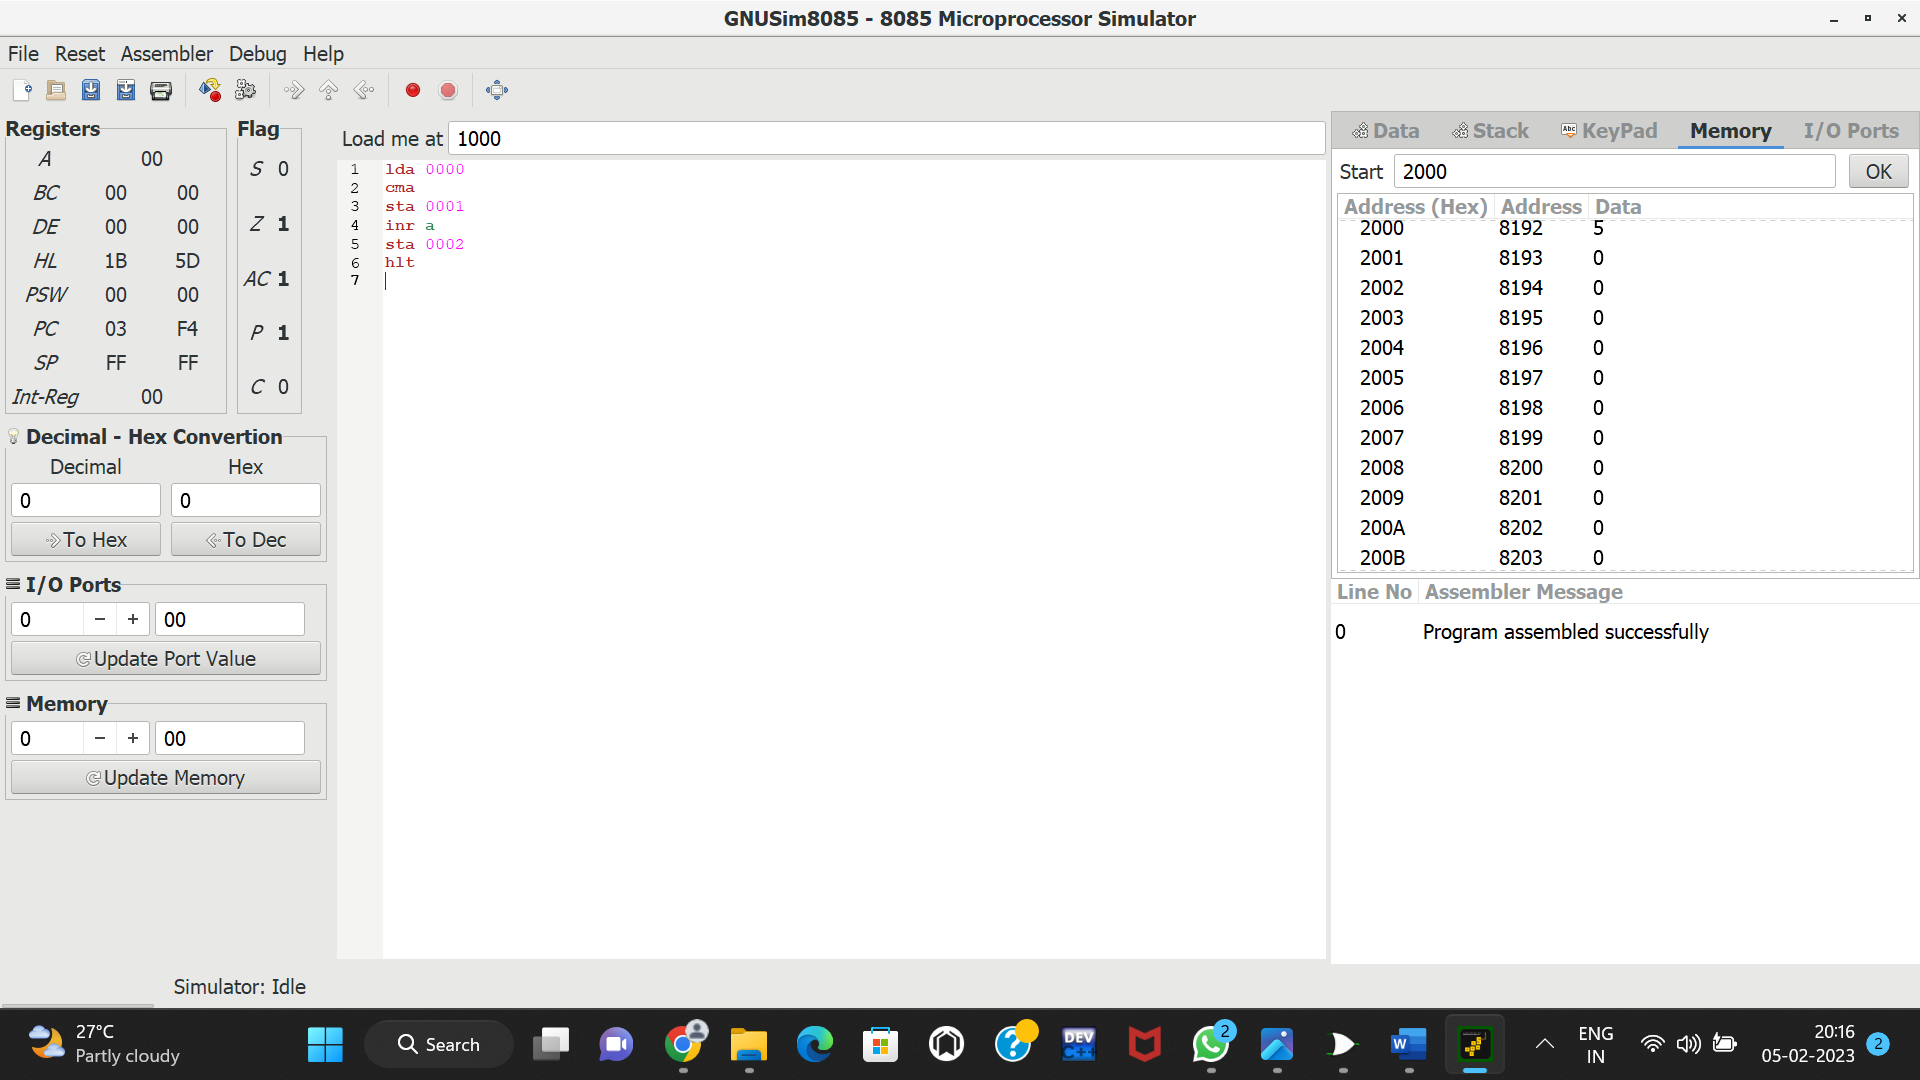 GNUSim8085 - 8085 Microprocessor Simulator
File Reset Assembler Debug Help
Registers
A 00
BC 00 00
DE 00 00
HL 1B 5D
PSW 00 00
PC 03 F4
SP FF FF
Int-Reg 00
Flag
S 0
Z 1
AC 1
P 1
C 0
Decimal - Hex Convertion
Decimal Hex
0 0
To Hex To Dec
I/O Ports
0 − + 00
Update Port Value
Memory
0 − + 00
Update Memory
Load me at 1000
1 lda 0000
2 cma
3 sta 0001
4 inr a
5 sta 0002
6 hlt
7
Data Stack Abc KeyPad Memory I/O Ports
Start 2000 OK
Address (Hex) Address Data
2000 8192 5
2001 8193 0
2002 8194 0
2003 8195 0
2004 8196 0
2005 8197 0
2006 8198 0
2007 8199 0
2008 8200 0
2009 8201 0
200A 8202 0
200B 8203 0
Line No Assembler Message
0 Program assembled successfully
Simulator: Idle
27°C
Partly cloudy
Search
DEV
C++
2
W
ENG
IN
20:16
05-02-2023
2